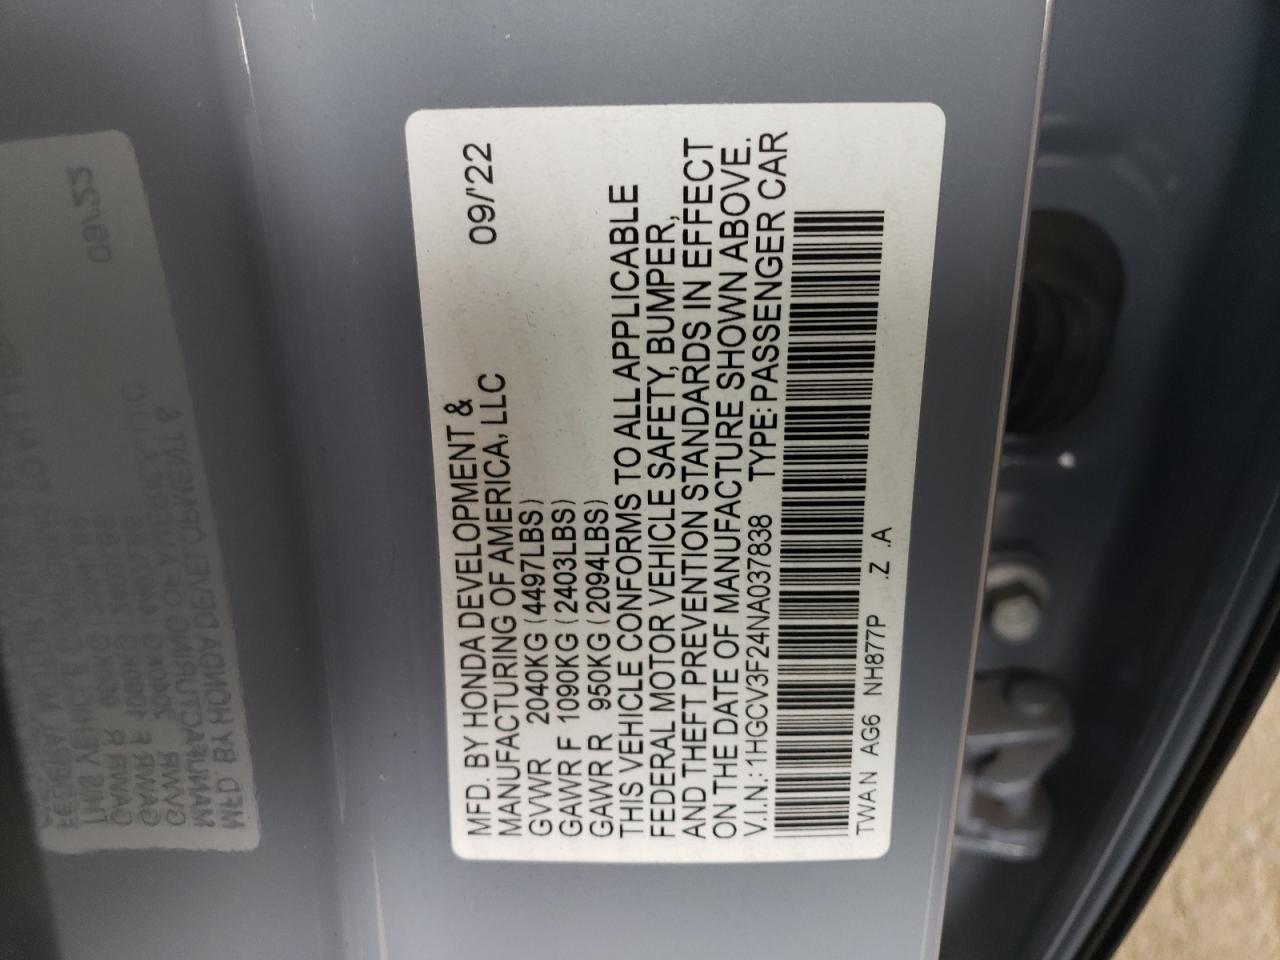 MFD. BY HONDA DEVELOPMENT &
MANUFACTURING OF AMERICA, LLC 09/'22
GVWR 2040KG (4497LBS)
GAWR F 1090KG (2403LBS)
GAWR R 950KG (2094LBS)
THIS VEHICLE CONFORMS TO ALL APPLICABLE
FEDERAL MOTOR VEHICLE SAFETY, BUMPER,
AND THEFT PREVENTION STANDARDS IN EFFECT
ON THE DATE OF MANUFACTURE SHOWN ABOVE.
V.I.N.: 1HGCV3F24NA037838 TYPE: PASSENGER CAR
TWAN AG6 NH877P .Z .A